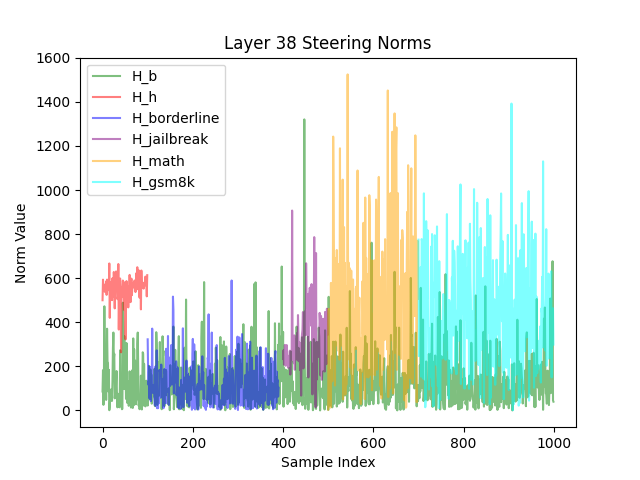 Layer 38 Steering Norms
1600
1400
1200
1000
800
600
400
200
0
Norm Value
H_b
H_h
H_borderline
H_jailbreak
H_math
H_gsm8k
0
200
400
600
800
1000
Sample Index